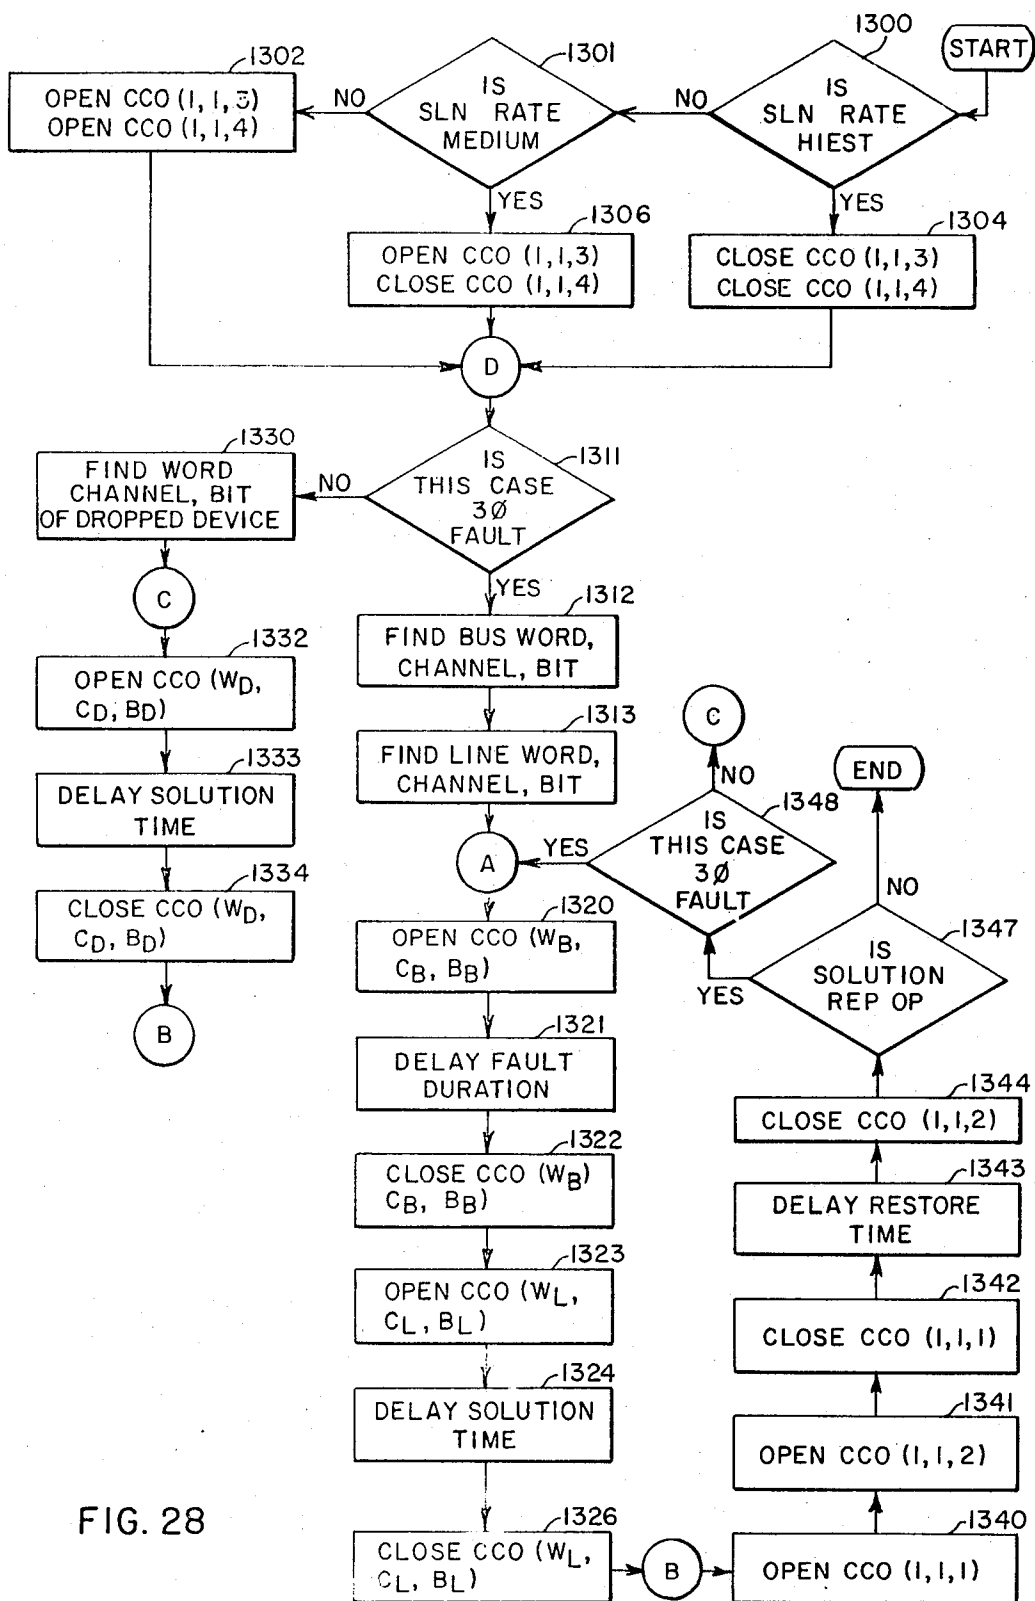 START
1300
IS
SLN RATE
HIEST
NO
YES
1301
IS
SLN RATE
MEDIUM
NO
YES
1302
OPEN CCO (1,1,3)
OPEN CCO (1,1,4)
1306
OPEN CCO (1,1,3)
CLOSE CCO (1,1,4)
1304
CLOSE CCO (1,1,3)
CLOSE CCO (1,1,4)
D
1311
IS
THIS CASE
3Ø
FAULT
NO
YES
1330
FIND WORD
CHANNEL, BIT
OF DROPPED DEVICE
C
1332
OPEN CCO (WD,
CD, BD)
1333
DELAY SOLUTION
TIME
1334
CLOSE CCO (WD,
CD, BD)
B
1312
FIND BUS WORD,
CHANNEL, BIT
1313
FIND LINE WORD,
CHANNEL, BIT
A
1320
OPEN CCO (WB,
CB, BB)
1321
DELAY FAULT
DURATION
1322
CLOSE CCO (WB)
CB, BB)
1323
OPEN CCO (WL,
CL, BL)
1324
DELAY SOLUTION
TIME
1326
CLOSE CCO (WL,
CL, BL)
B
1340
OPEN CCO (1,1,1)
1341
OPEN CCO (1,1,2)
1342
CLOSE CCO (1,1,1)
1343
DELAY RESTORE
TIME
1344
CLOSE CCO (1,1,2)
1347
IS
SOLUTION
REP OP
YES
NO
END
1348
IS
THIS CASE
3Ø
FAULT
YES
NO
C
FIG. 28